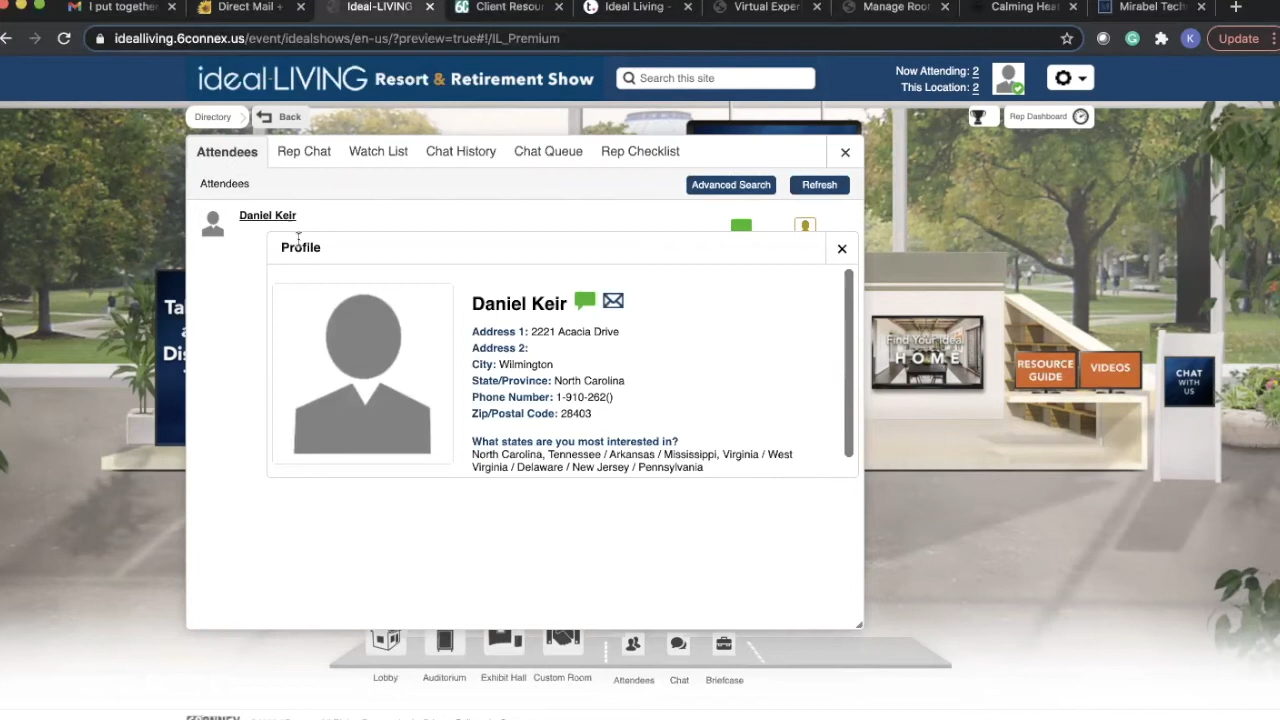 I put together
Direct Mail +
Ideal-LIVING
Client Resou
Ideal Living -
Virtual Exper
Manage Roo
Calming Hea
Mirabel Tech
idealliving.6connex.us/event/idealshows/en-us/?preview=true#!/IL_Premium
K
Update
ideal-LIVING Resort & Retirement Show
Search this site
Now Attending: 2
This Location: 2
Directory
Back
Rep Dashboard
Attendees
Rep Chat
Watch List
Chat History
Chat Queue
Rep Checklist
Attendees
Advanced Search
Refresh
Daniel Keir
Profile
Daniel Keir
Address 1: 2221 Acacia Drive
Address 2:
City: Wilmington
State/Province: North Carolina
Phone Number: 1-910-262()
Zip/Postal Code: 28403
What states are you most interested in?
North Carolina, Tennessee / Arkansas / Mississippi, Virginia / West
Virginia / Delaware / New Jersey / Pennsylvania
Find Your Ideal
HOME
RESOURCE
GUIDE
VIDEOS
CHAT
WITH
US
Lobby
Auditorium
Exhibit Hall
Custom Room
Attendees
Chat
Briefcase